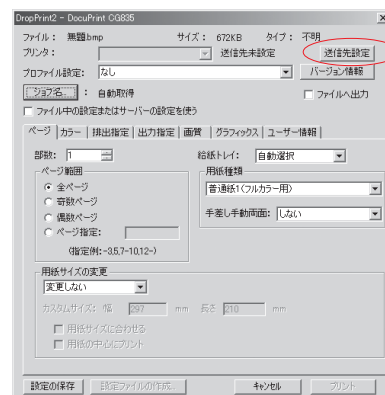 DropPrint2 - DocuPrint CG835
ファイル： 無題.bmp サイズ： 672KB タイプ： 不明
プリンタ： 送信先未設定 送信先設定
プロファイル設定： なし バージョン情報
ジョブ名... ： 自動取得 ファイルへ出力
ファイル中の設定またはサーバーの設定を使う
ページ カラー 排出指定 出力指定 画質 グラフィックス ユーザー情報
部数： 1 給紙トレイ： 自動選択
ページ範囲 用紙種類
全ページ 普通紙1(フルカラー用)
奇数ページ
偶数ページ 手差し手動両面： しない
ページ指定：
(指定例:-3,5,7-10,12-)
用紙サイズの変更
変更しない
カスタムサイズ： 幅 297 mm 長さ 210 mm
用紙サイズに合わせる
用紙の中心にプリント
設定の保存 設定ファイルの作成... キャンセル プリント